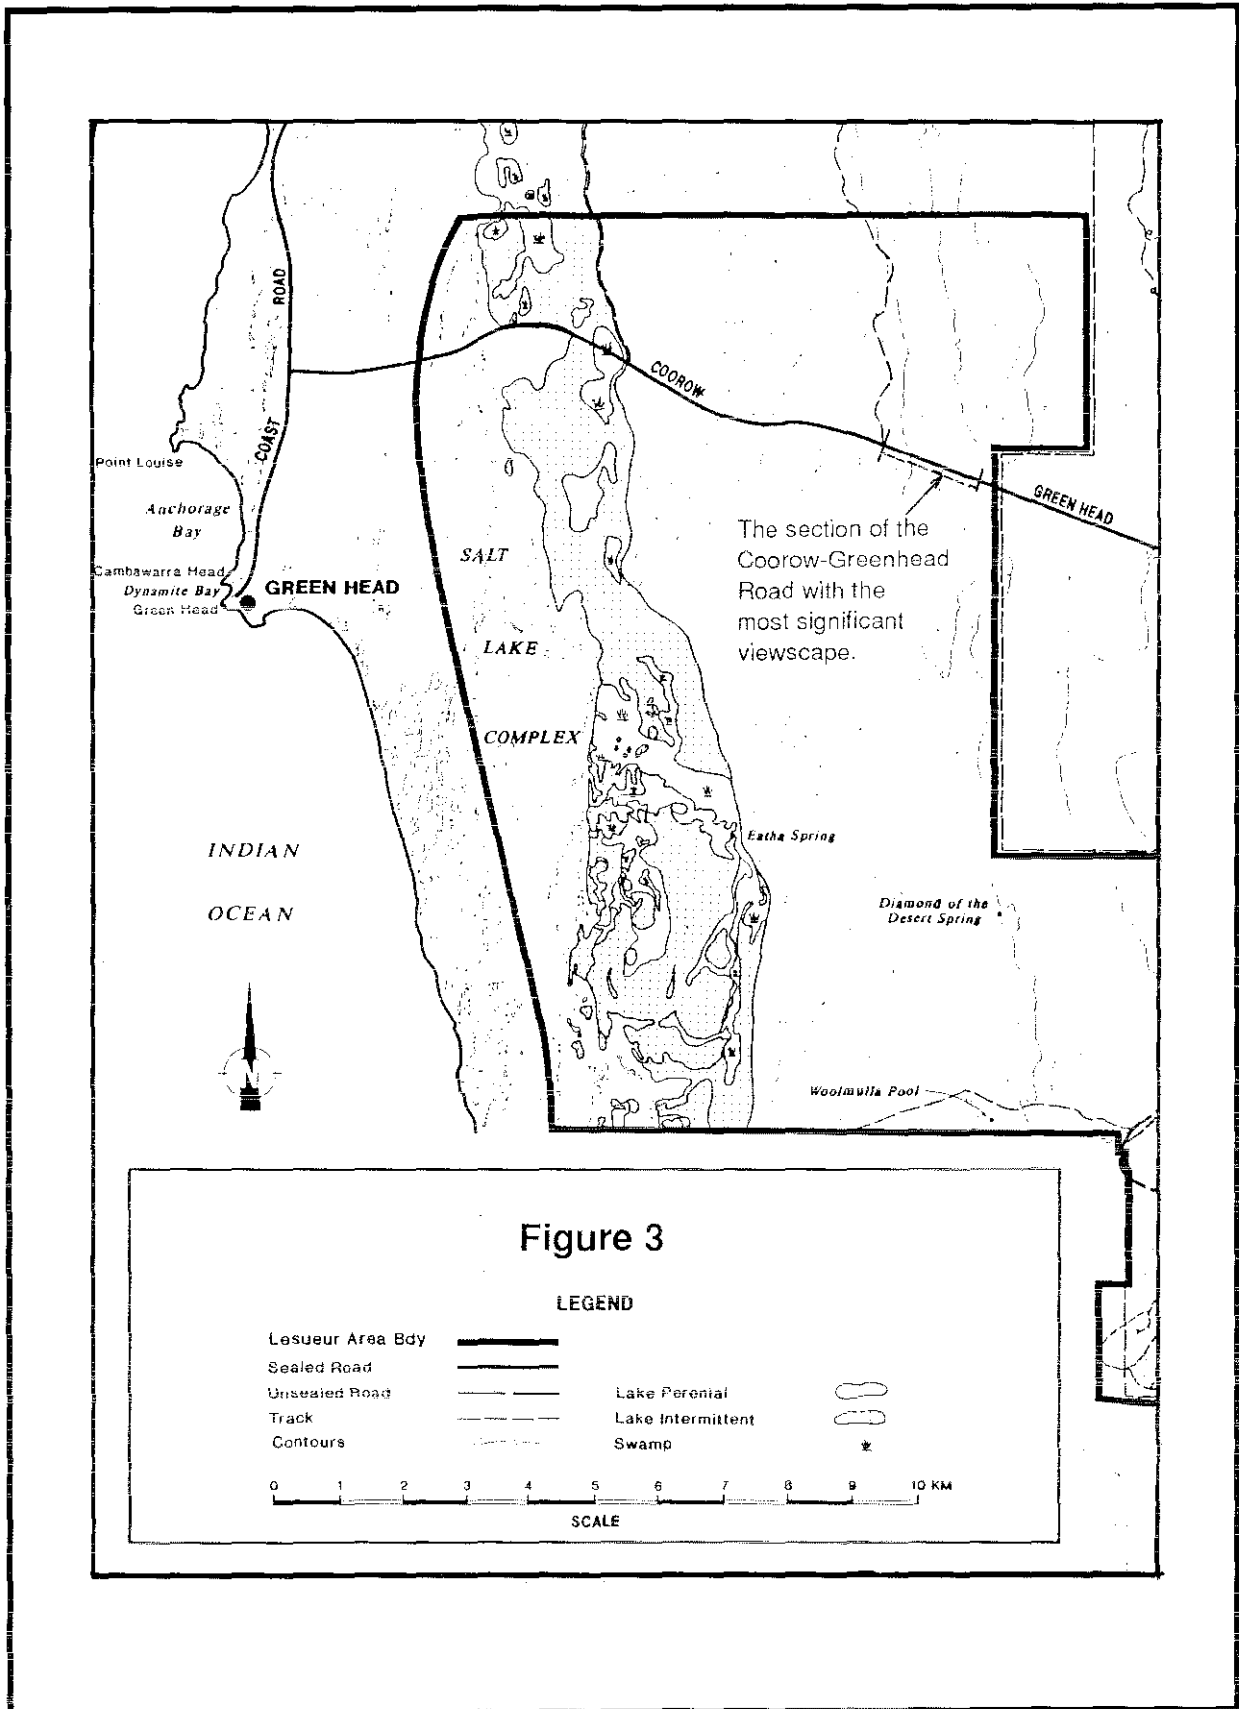 ROAD
COAST
COOROW
GREEN HEAD
Point Louise
Anchorage
Bay
Cambawarra Head
Dynamite Bay
Green Head
GREEN HEAD
The section of the
Coorow-Greenhead
Road with the
most significant
viewscape.
SALT
LAKE
COMPLEX
Eatha Spring
INDIAN
OCEAN
Diamond of the
Desert Spring
N
Woolmulla Pool
Figure 3
LEGEND
Lesueur Area Bdy
Sealed Road
Unsealed Road
Track
Contours
Lake Perenial
Lake Intermittent
Swamp
0 1 2 3 4 5 6 7 8 9 10 KM
SCALE